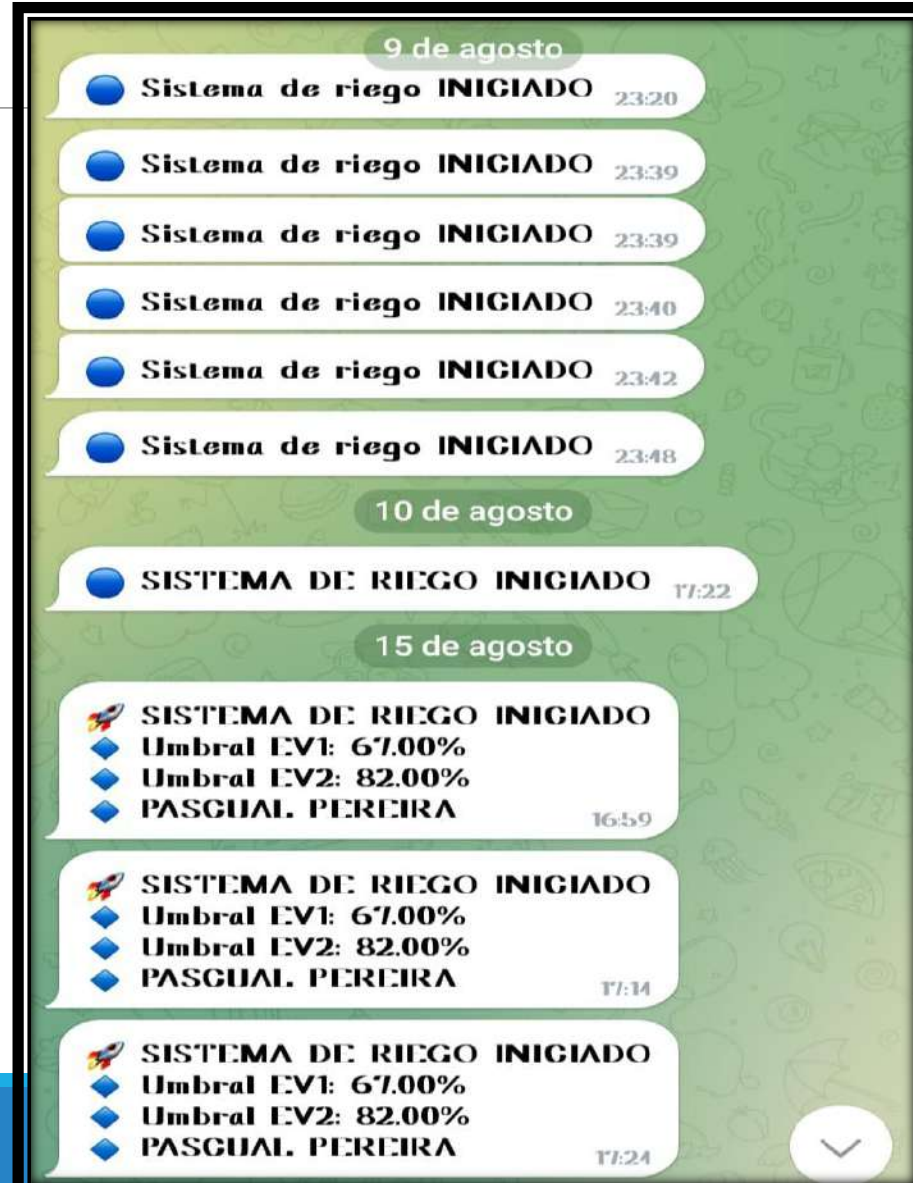 9 de agosto
Sistema de riego INICIADO 23:20
Sistema de riego INICIADO 23:39
Sistema de riego INICIADO 23:39
Sistema de riego INICIADO 23:40
Sistema de riego INICIADO 23:42
Sistema de riego INICIADO 23:48
10 de agosto
SISTEMA DE RIEGO INICIADO 17:22
15 de agosto
SISTEMA DE RIEGO INICIADO
Umbral EV1: 67.00%
Umbral EV2: 82.00%
PASCUAL PEREIRA 16:59
SISTEMA DE RIEGO INICIADO
Umbral EV1: 67.00%
Umbral EV2: 82.00%
PASCUAL PEREIRA 17:14
SISTEMA DE RIEGO INICIADO
Umbral EV1: 67.00%
Umbral EV2: 82.00%
PASCUAL PEREIRA 17:24